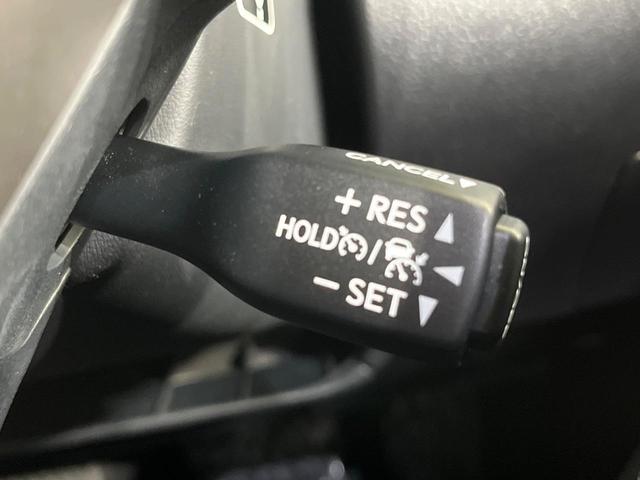 CANCEL
+ RES
HOLD /
− SET